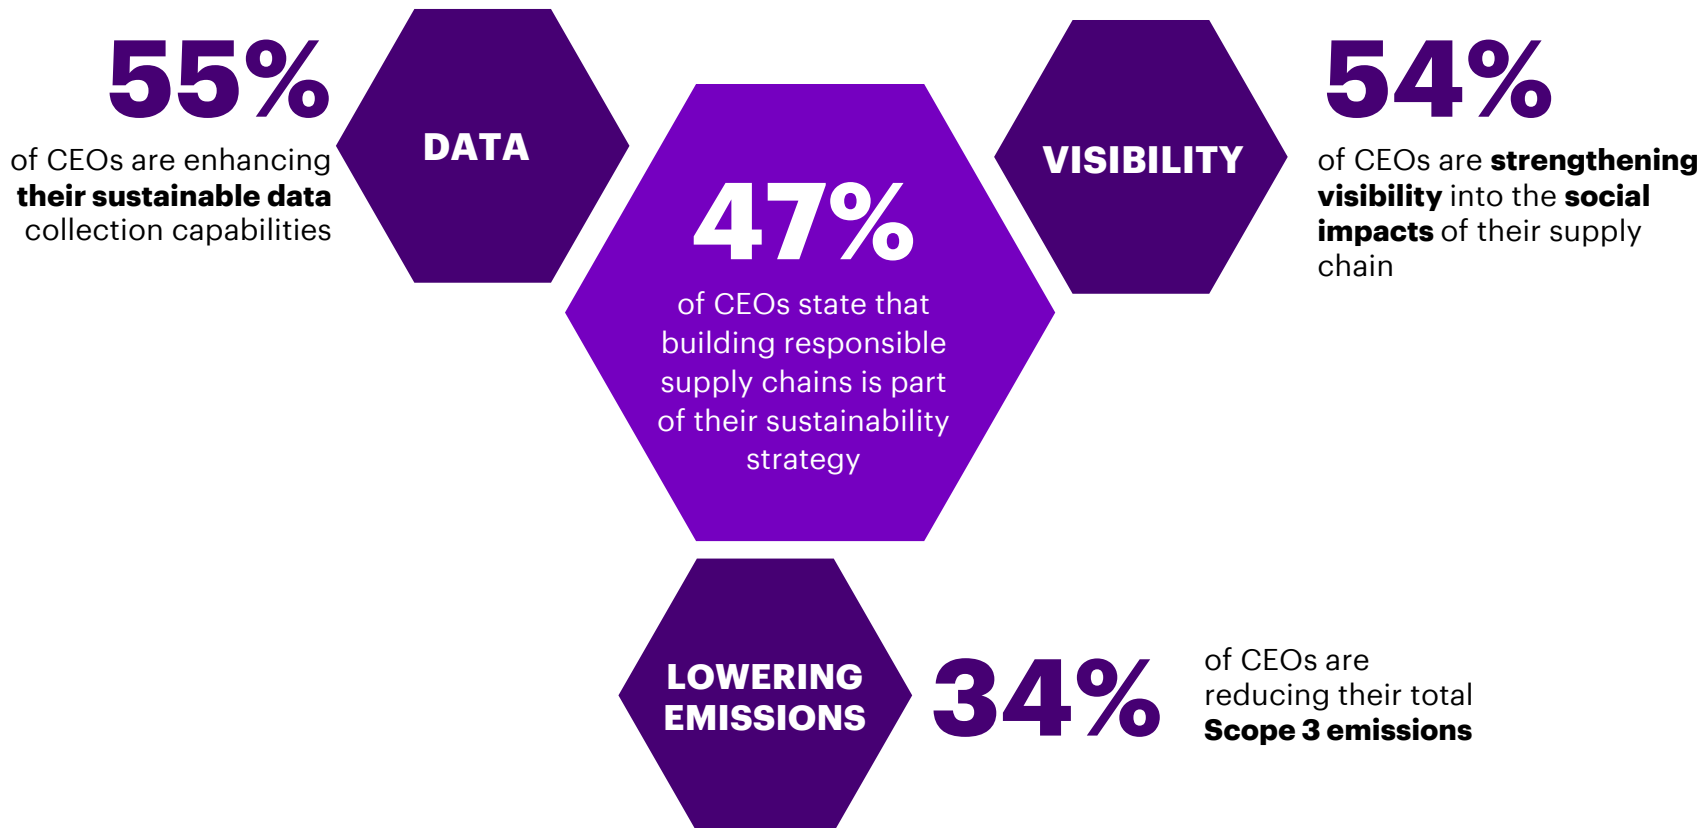 55%
of CEOs are enhancing
their sustainable data
collection capabilities
DATA
47%
of CEOs state that
building responsible
supply chains is part
of their sustainability
strategy
VISIBILITY
54%
of CEOs are strengthening
visibility into the social
impacts of their supply
chain
LOWERING
EMISSIONS
34%
of CEOs are
reducing their total
Scope 3 emissions